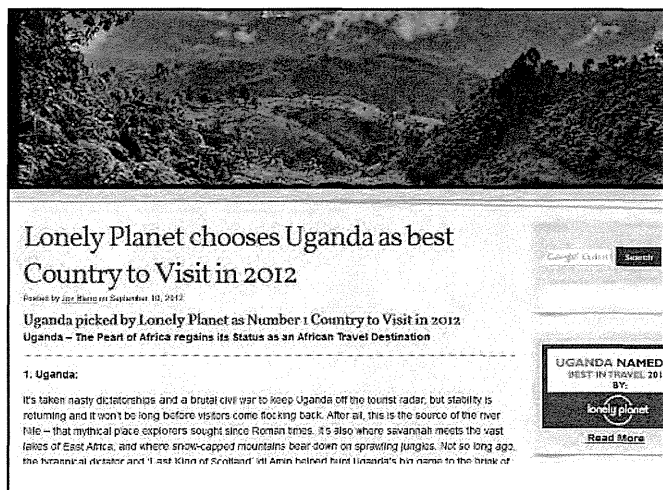 Lonely Planet chooses Uganda as best
Country to Visit in 2012
Posted by Jon Blanc on September 10, 2012
Uganda picked by Lonely Planet as Number 1 Country to Visit in 2012
Uganda – The Pearl of Africa regains its Status as an African Travel Destination
1. Uganda:
It's taken nasty dictatorships and a brutal civil war to keep Uganda off the tourist radar, but stability is
returning and it won't be long before visitors come flocking back. After all, this is the source of the river
Nile – that mythical place explorers sought since Roman times. It's also where savannah meets the vast
lakes of East Africa, and where snow-capped mountains bear down on sprawling jungles. Not so long ago,
the tyrannical dictator and 'Last King of Scotland' Idi Amin helped hunt Uganda's big game to the brink of
Search
UGANDA NAMED
BEST IN TRAVEL 201
BY:
lonely planet
Read More